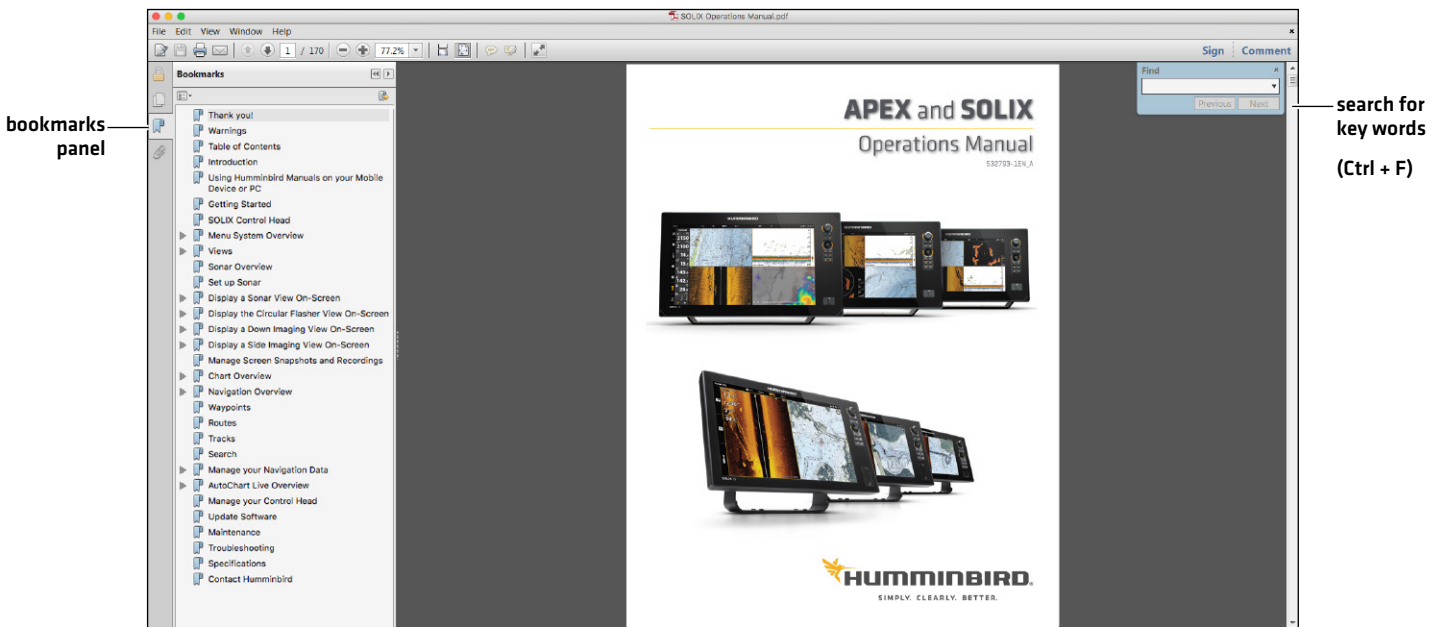 SOLIX Operations Manual.pdf
File Edit View Window Help
1 / 170 77.2% Sign Comment
Bookmarks
Thank you!
Warnings
Table of Contents
Introduction
Using Humminbird Manuals on your Mobile
Device or PC
Getting Started
SOLIX Control Head
Menu System Overview
Views
Sonar Overview
Set up Sonar
Display a Sonar View On-Screen
Display the Circular Flasher View On-Screen
Display a Down Imaging View On-Screen
Display a Side Imaging View On-Screen
Manage Screen Snapshots and Recordings
Chart Overview
Navigation Overview
Waypoints
Routes
Tracks
Search
Manage your Navigation Data
AutoChart Live Overview
Manage your Control Head
Update Software
Maintenance
Troubleshooting
Specifications
Contact Humminbird
bookmarks
panel
APEX and SOLIX
Operations Manual
532793-1EN_A
HUMMINBIRD
HUMMINBIRD
HUMMINBIRD
HUMMINBIRD.
SIMPLY. CLEARLY. BETTER.
Find
Previous Next
search for
key words
(Ctrl + F)